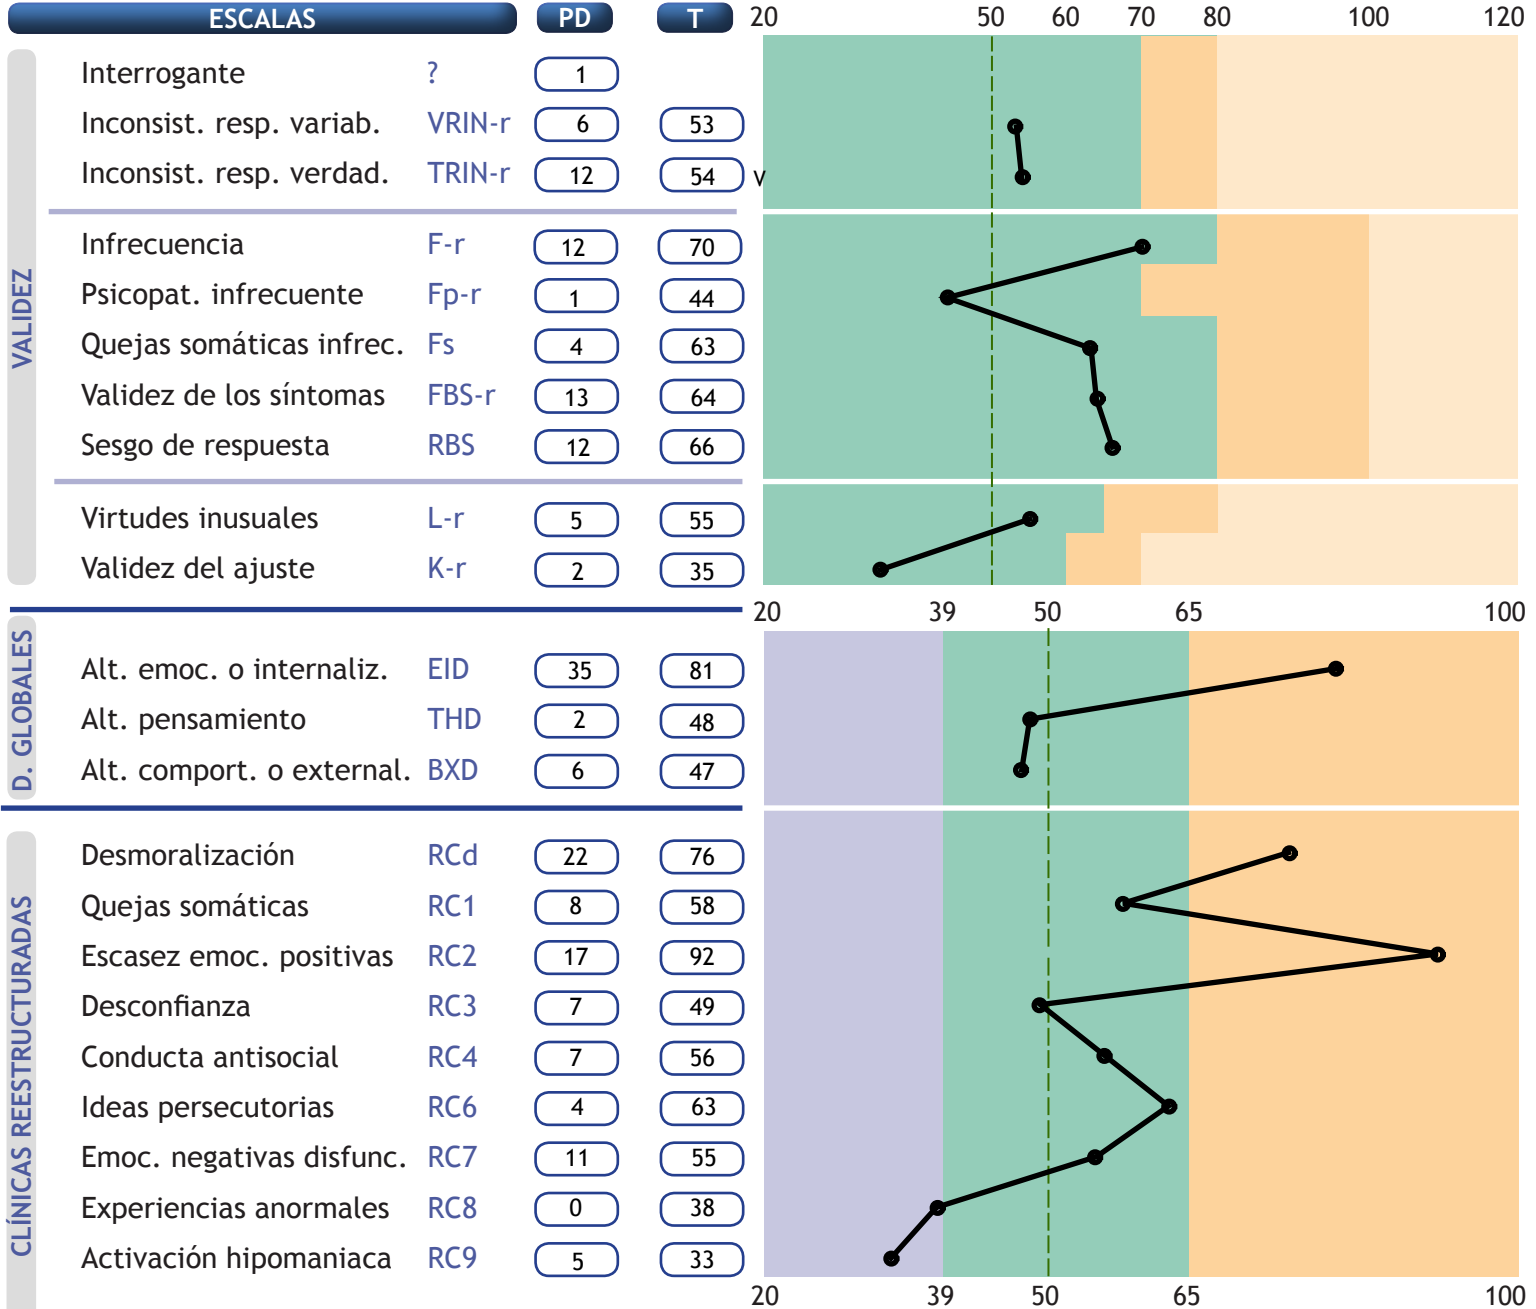 ESCALAS PD T 20 50 60 70 80 100 120
VALIDEZ
Interrogante ? 1
Inconsist. resp. variab. VRIN-r 6 53
Inconsist. resp. verdad. TRIN-r 12 54 V
Infrecuencia F-r 12 70
Psicopat. infrecuente Fp-r 1 44
Quejas somáticas infrec. Fs 4 63
Validez de los síntomas FBS-r 13 64
Sesgo de respuesta RBS 12 66
Virtudes inusuales L-r 5 55
Validez del ajuste K-r 2 35
20 39 50 65 100
D. GLOBALES
Alt. emoc. o internaliz. EID 35 81
Alt. pensamiento THD 2 48
Alt. comport. o external. BXD 6 47
CLÍNICAS REESTRUCTURADAS
Desmoralización RCd 22 76
Quejas somáticas RC1 8 58
Escasez emoc. positivas RC2 17 92
Desconfianza RC3 7 49
Conducta antisocial RC4 7 56
Ideas persecutorias RC6 4 63
Emoc. negativas disfunc. RC7 11 55
Experiencias anormales RC8 0 38
Activación hipomaniaca RC9 5 33
20 39 50 65 100